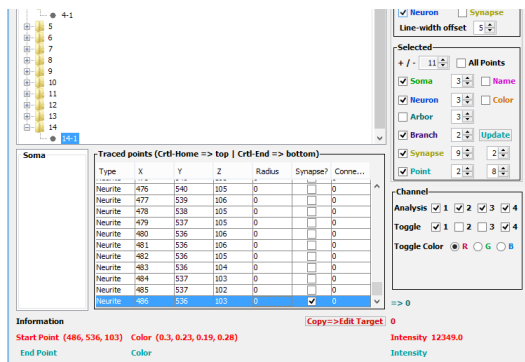 4-1
5
6
7
8
9
10
11
12
13
14
14-1
Neuron Synapse
Line-width offset 5
Selected
+ / - 11 All Points
Soma 3 Name
Neuron 3 Color
Arbor 3
Branch 2 Update
Synapse 9 2
Point 2 8
Soma
Traced points (Crtl-Home => top | Crtl-End => bottom)
Type X Y Z Radius Synapse? Conne...
Neurite 476 540 105 0 0
Neurite 477 539 106 0 0
Neurite 478 538 105 0 0
Neurite 479 537 105 0 0
Neurite 480 536 106 0 0
Neurite 481 536 106 0 0
Neurite 482 536 105 0 0
Neurite 483 536 104 0 0
Neurite 484 537 103 0 0
Neurite 485 537 102 0 0
Neurite 486 536 103 0 0
Channel
Analysis 1 2 3 4
Toggle 1 2 3 4
Toggle Color R G B
=> 0
Information Copy=>Edit Target 0
Start Point (486, 536, 103) Color (0.3, 0.23, 0.19, 0.28) Intensity 12349.0
End Point Color Intensity